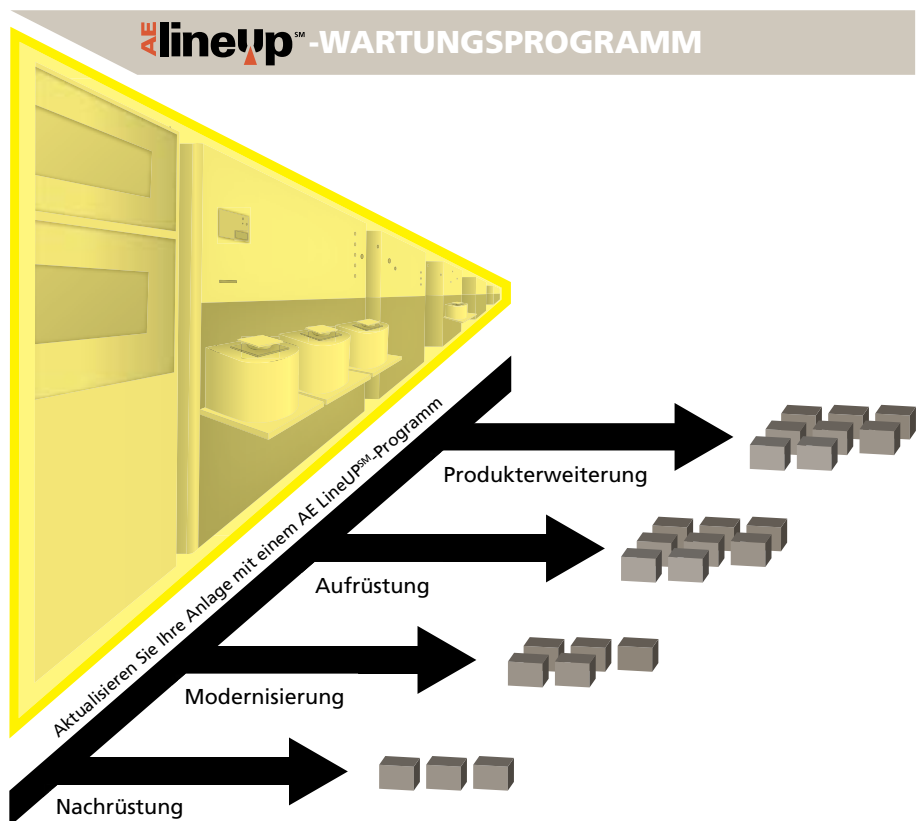 AE lineUp℠-WARTUNGSPROGRAMM
Aktualisieren Sie Ihre Anlage mit einem AE LineUP℠-Programm
Produkterweiterung
Aufrüstung
Modernisierung
Nachrüstung